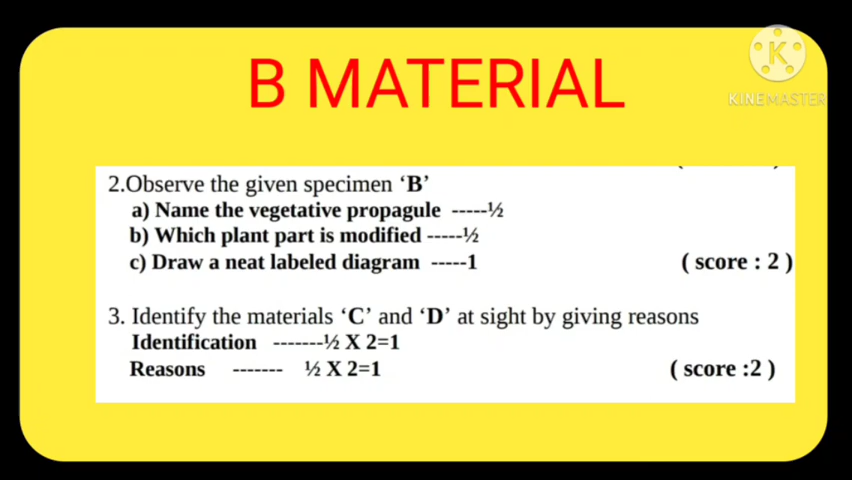 B MATERIAL
K
KINEMASTER
2.Observe the given specimen ‘B’
a) Name the vegetative propagule -----½
b) Which plant part is modified -----½
c) Draw a neat labeled diagram -----1 ( score : 2 )
3. Identify the materials ‘C’ and ‘D’ at sight by giving reasons
Identification -------½ X 2=1
Reasons ------- ½ X 2=1 ( score :2 )